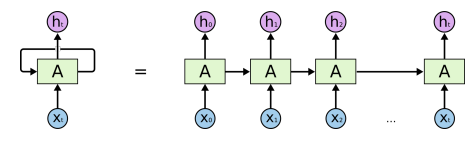 hₜ h₀ h₁ h₂ hₜ
A = A A A A
xₜ x₀ x₁ x₂ ... xₜ